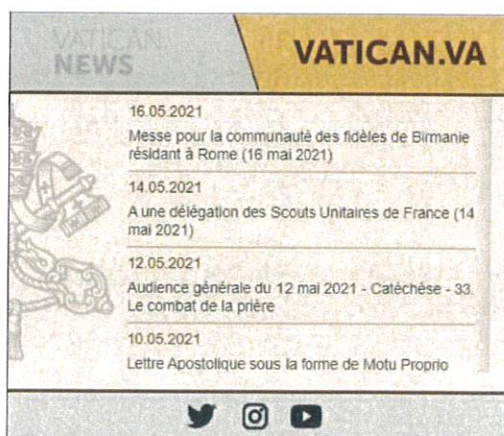 VATICAN
NEWS
VATICAN.VA
16.05.2021
Messe pour la communauté des fidèles de Birmanie
résidant à Rome (16 mai 2021)
14.05.2021
A une délégation des Scouts Unitaires de France (14
mai 2021)
12.05.2021
Audience générale du 12 mai 2021 - Catéchèse - 33.
Le combat de la prière
10.05.2021
Lettre Apostolique sous la forme de Motu Proprio